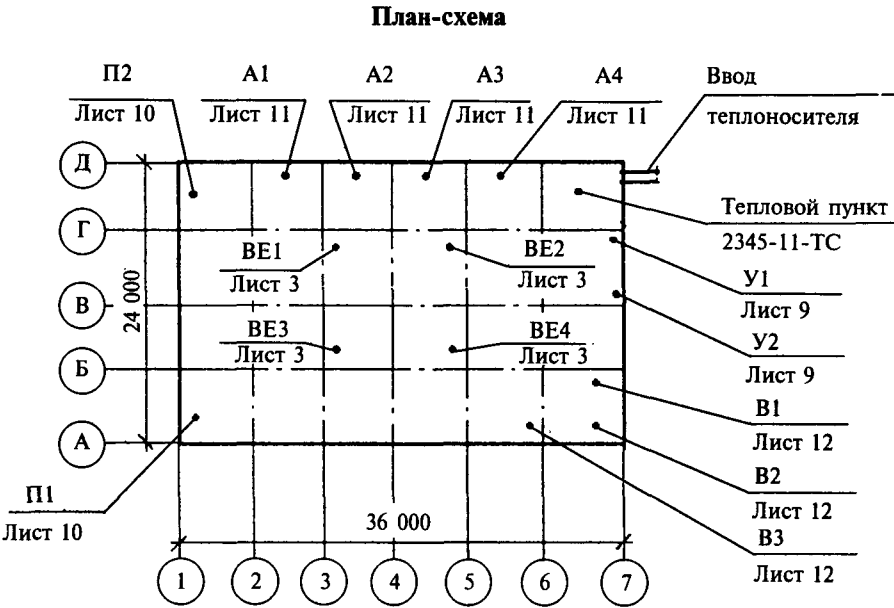 План-схема
П2
Лист 10
А1
Лист 11
А2
Лист 11
А3
Лист 11
А4
Лист 11
Ввод
теплоносителя
Д
Г
В
Б
А
24 000
ВЕ1
Лист 3
ВЕ2
Лист 3
ВЕ3
Лист 3
ВЕ4
Лист 3
Тепловой пункт
2345-11-ТС
У1
Лист 9
У2
Лист 9
В1
Лист 12
В2
Лист 12
В3
Лист 12
П1
Лист 10
36 000
1
2
3
4
5
6
7